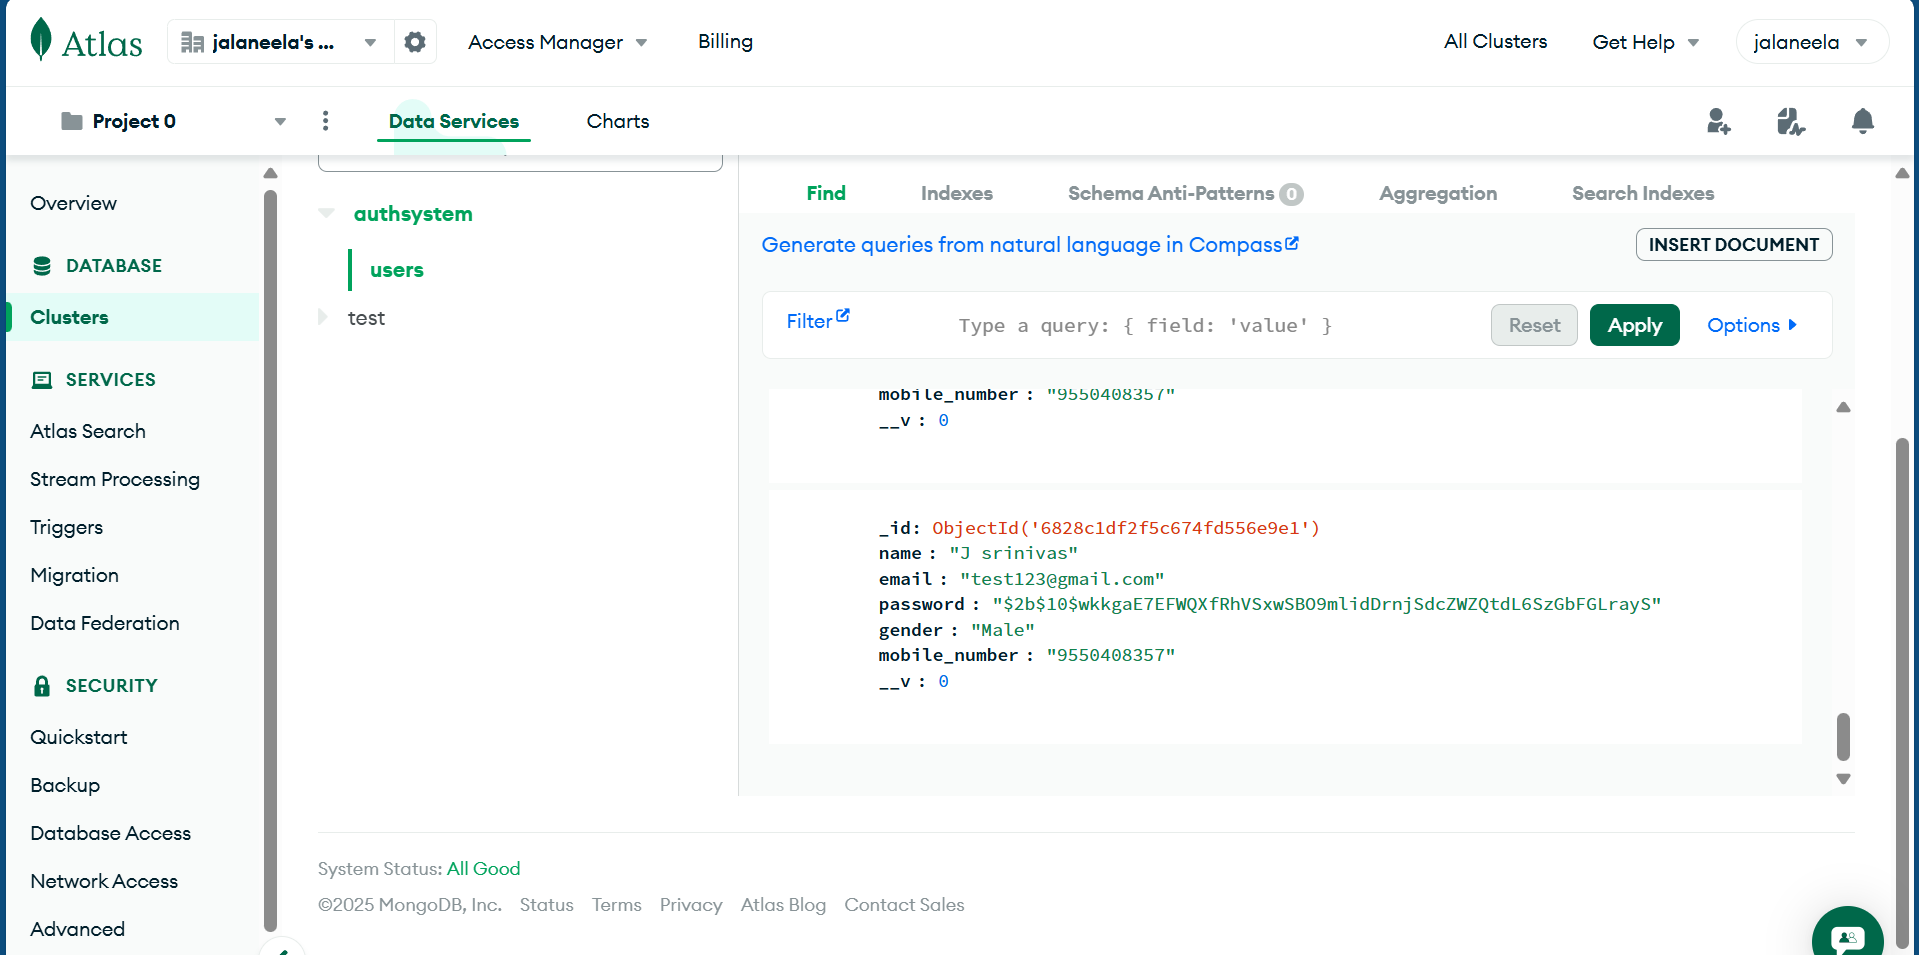 Atlas
jalaneela's ...
Access Manager
Billing
All Clusters
Get Help
jalaneela
Project 0
Data Services
Charts
Overview
DATABASE
Clusters
SERVICES
Atlas Search
Stream Processing
Triggers
Migration
Data Federation
SECURITY
Quickstart
Backup
Database Access
Network Access
Advanced
authsystem
users
test
Find
Indexes
Schema Anti-Patterns 0
Aggregation
Search Indexes
Generate queries from natural language in Compass
INSERT DOCUMENT
Filter
Type a query: { field: 'value' }
Reset
Apply
Options
mobile_number : "9550408357"
__v : 0
_id: ObjectId('6828c1df2f5c674fd556e9e1')
name : "J srinivas"
email : "test123@gmail.com"
password : "$2b$10$wkkgaE7EFWQXfRhVSxwSBO9mlidDrnjSdcZWZQtdL6SzGbFGLrayS"
gender : "Male"
mobile_number : "9550408357"
__v : 0
System Status: All Good
©2025 MongoDB, Inc. Status Terms Privacy Atlas Blog Contact Sales